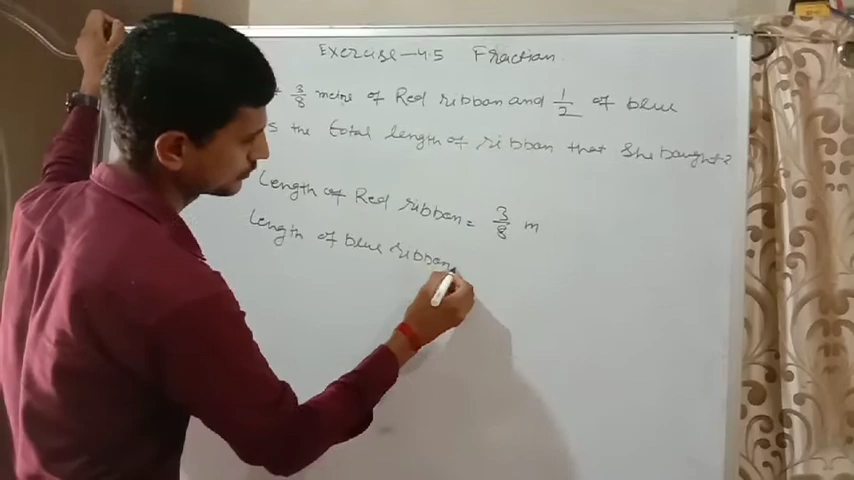 Exercise - 4.5 Fraction
3/8 metre of Red ribbon and 1/2 of blue
the total length of ribbon that she bought?
Length of Red ribbon = 3/8 m
Length of blue ribbon